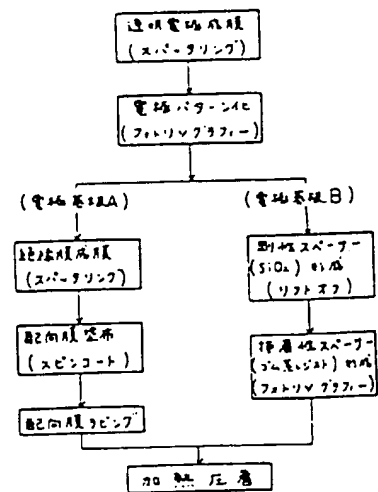 透明電極成膜
(スパータリング)
電極パターン化
(フォトリソグラフィー)
(電極基板A)
(電極基板B)
絶縁膜成膜
(スパータリング)
配向膜塗布
(スピンコート)
配向膜ラビング
剛性スペーサー
(SiO₂) 形成
(リフトオフ)
接着性スペーサー
(ゴム系レジスト) 形成
(フォトリソグラフィー)
加熱圧着